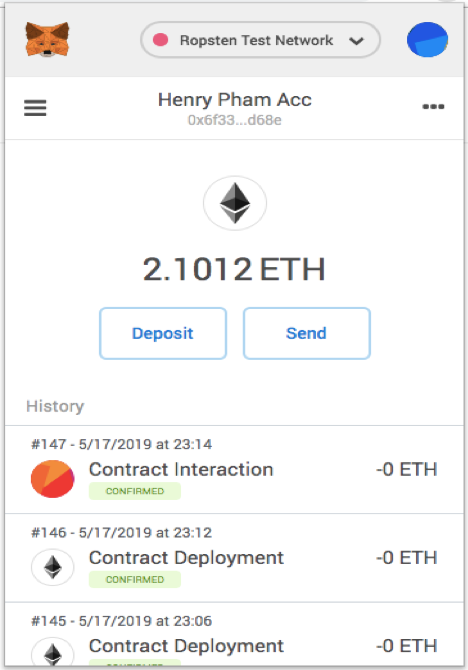 Ropsten Test Network
Henry Pham Acc
0x6f33...d68e
2.1012 ETH
Deposit Send
History
#147 - 5/17/2019 at 23:14
Contract Interaction -0 ETH
CONFIRMED
#146 - 5/17/2019 at 23:12
Contract Deployment -0 ETH
CONFIRMED
#145 - 5/17/2019 at 23:06
Contract Deployment -0 ETH